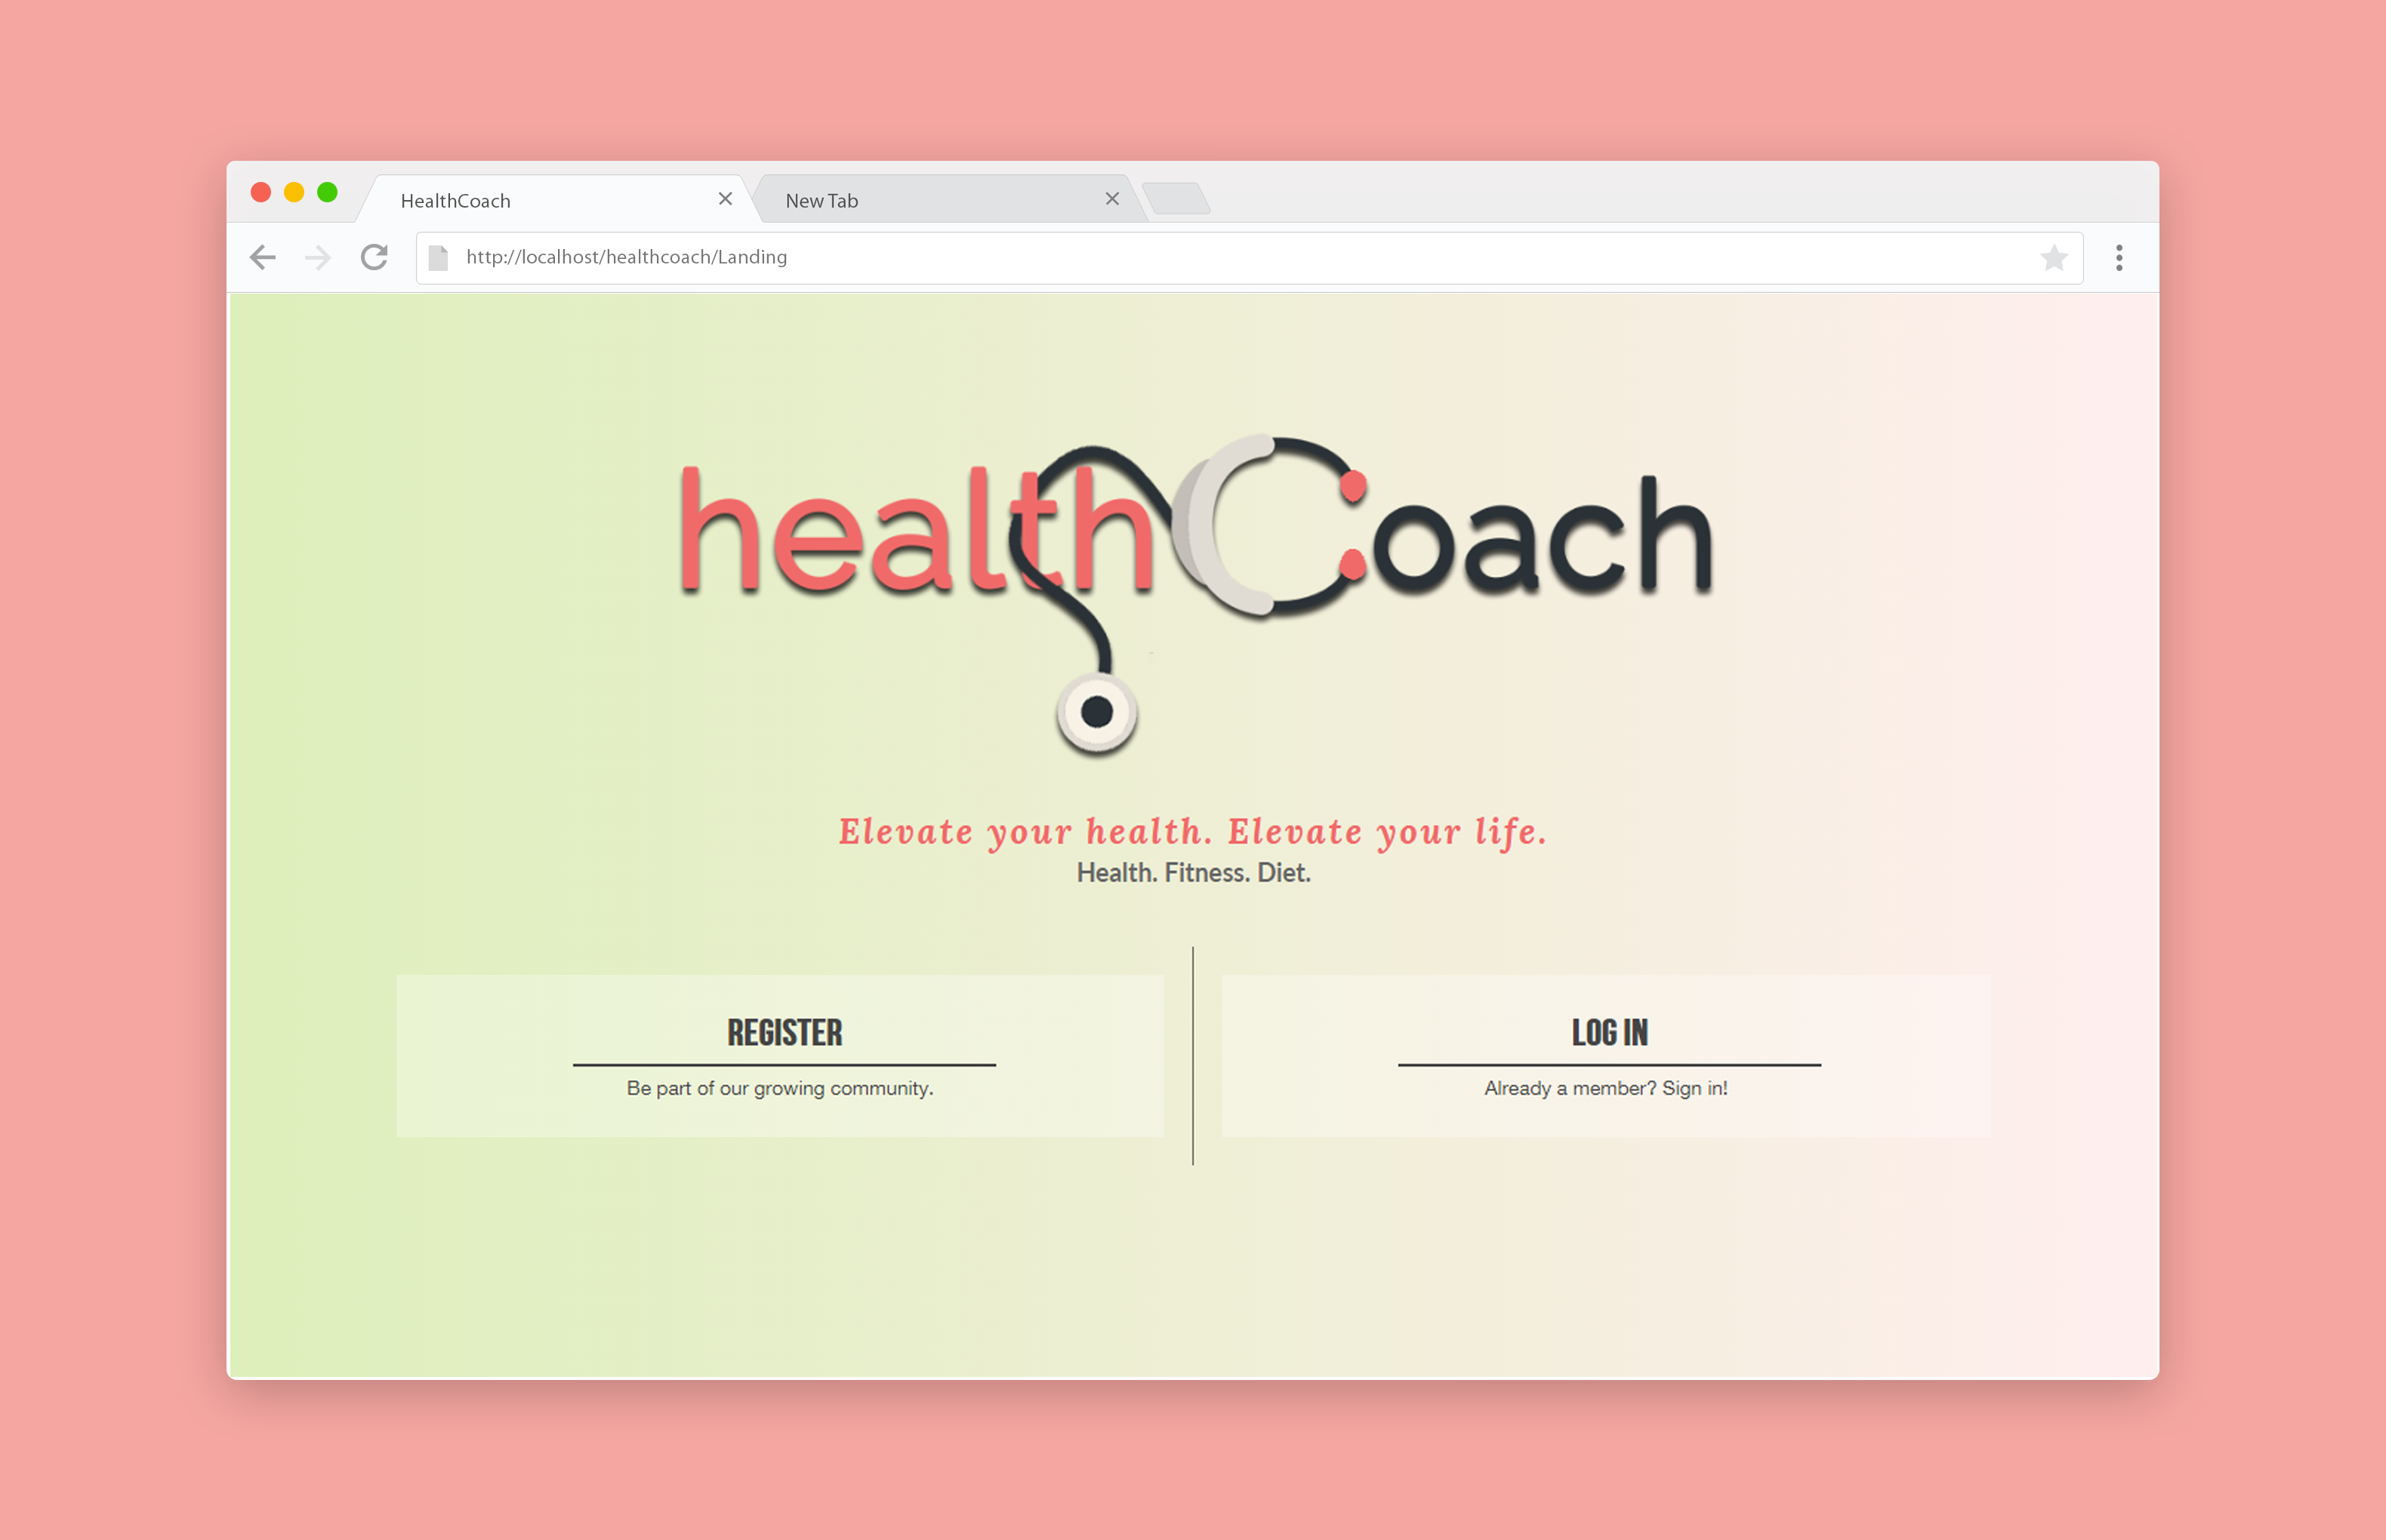 HealthCoach
New Tab
http://localhost/healthcoach/Landing
healthCoach
Elevate your health. Elevate your life.
Health. Fitness. Diet.
REGISTER
Be part of our growing community.
LOG IN
Already a member? Sign in!